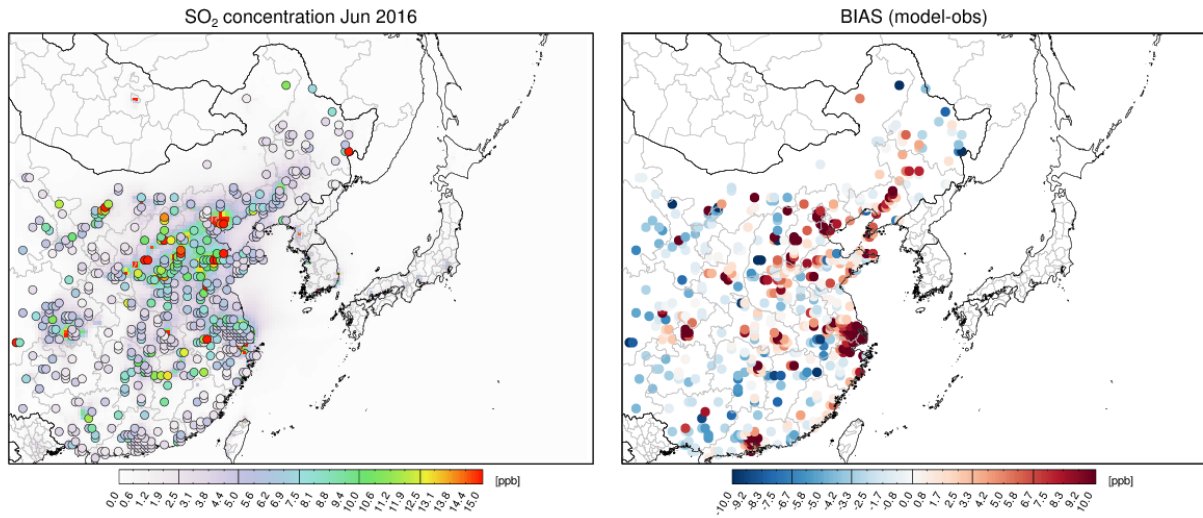 SO2 concentration Jun 2016
BIAS (model-obs)
0.0 0.6 1.2 1.9 2.5 3.1 3.8 4.4 5.0 5.6 6.2 6.9 7.5 8.1 8.8 9.4 10.0 10.6 11.2 11.9 12.5 13.1 13.8 14.4 15.0 [ppb]
-10.0 -9.2 -8.3 -7.5 -6.7 -5.8 -5.0 -4.2 -3.3 -2.5 -1.7 -0.8 0.0 0.8 1.7 2.5 3.3 4.2 5.0 5.8 6.7 7.5 8.3 9.2 10.0 [ppb]